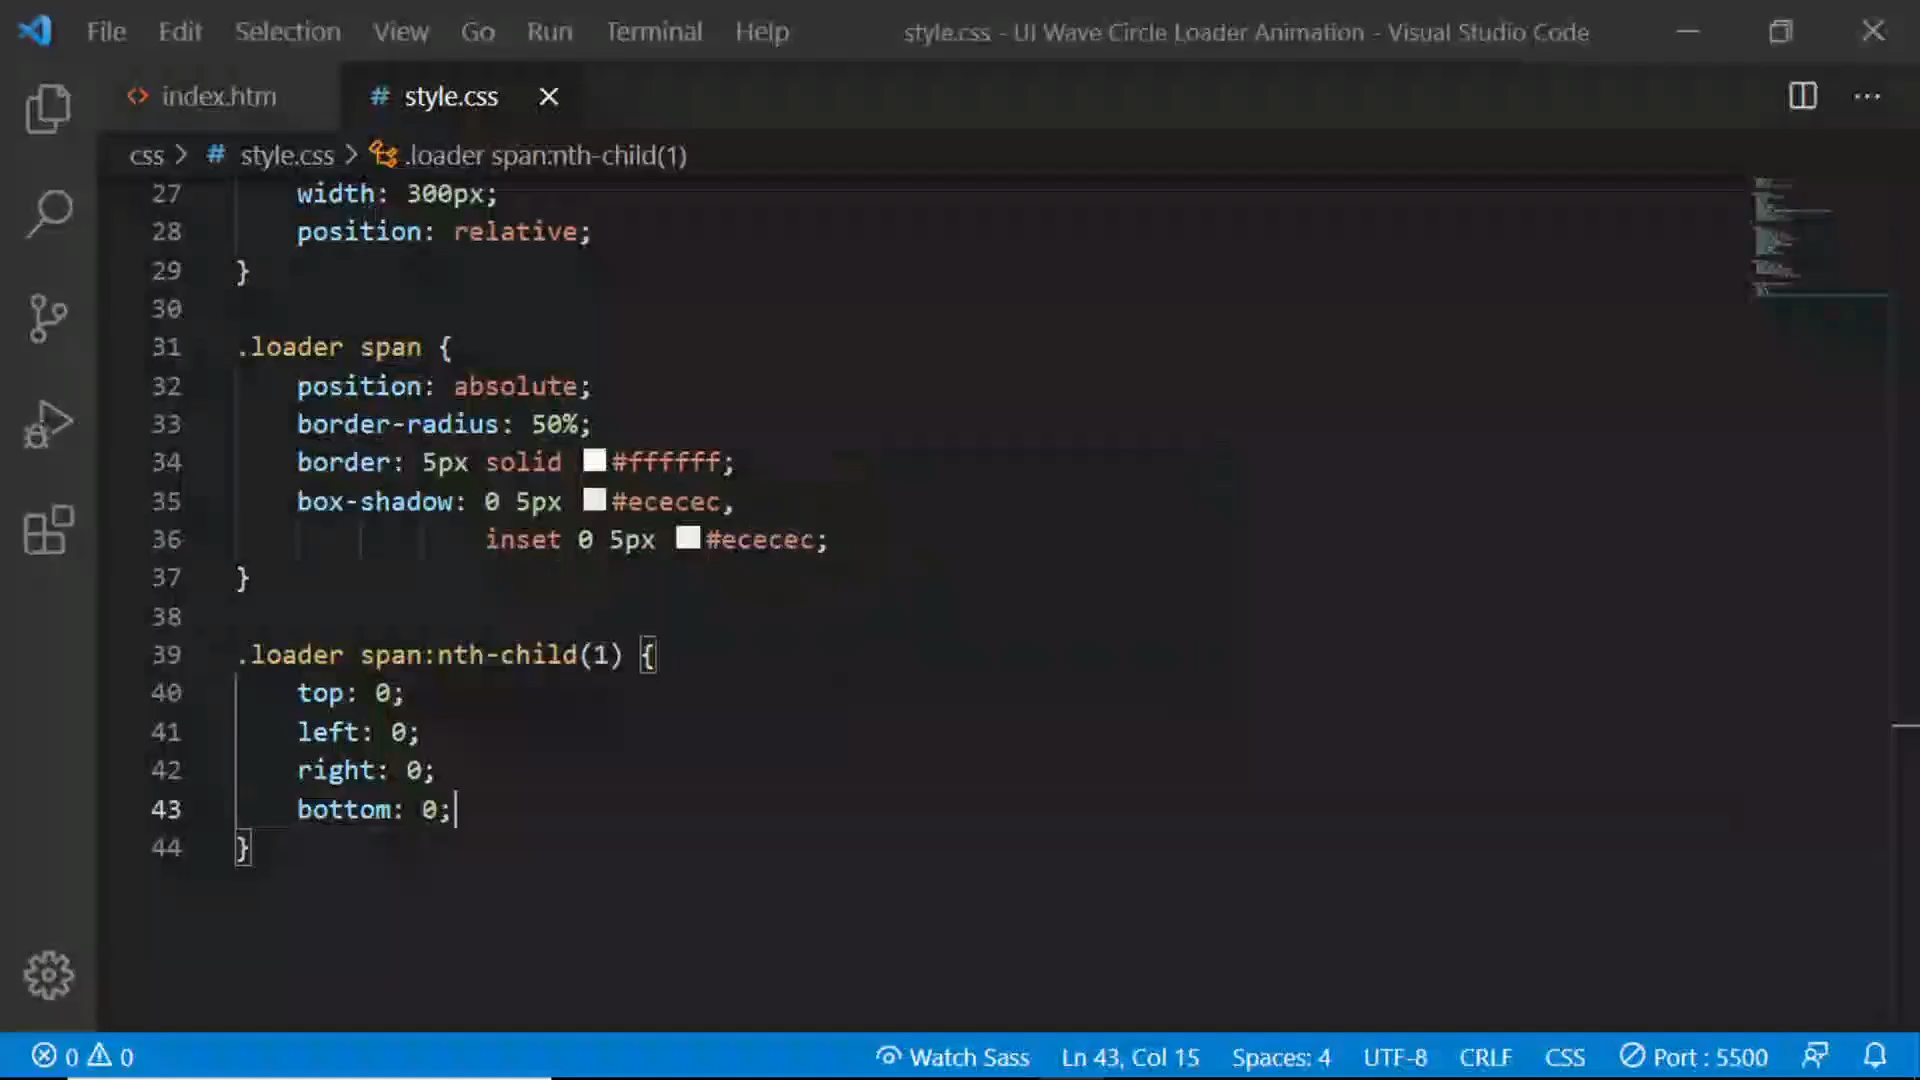 File Edit Selection View Go Run Terminal Help style.css - UI Wave Circle Loader Animation - Visual Studio Code
index.htm # style.css
css > # style.css > .loader span:nth-child(1)
27 width: 300px;
28 position: relative;
29 }
30
31 .loader span {
32 position: absolute;
33 border-radius: 50%;
34 border: 5px solid #ffffff;
35 box-shadow: 0 5px #ececec,
36 inset 0 5px #ececec;
37 }
38
39 .loader span:nth-child(1) {
40 top: 0;
41 left: 0;
42 right: 0;
43 bottom: 0;
44 }
0 0 Watch Sass Ln 43, Col 15 Spaces: 4 UTF-8 CRLF CSS Port : 5500